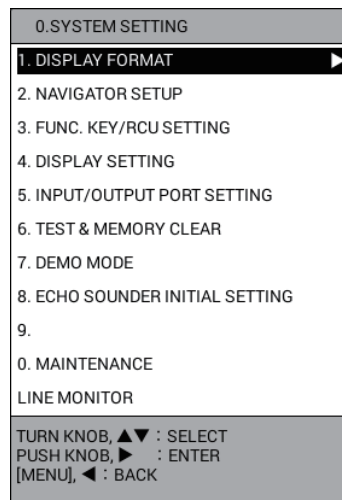 0.SYSTEM SETTING
1. DISPLAY FORMAT ▶
2. NAVIGATOR SETUP
3. FUNC. KEY/RCU SETTING
4. DISPLAY SETTING
5. INPUT/OUTPUT PORT SETTING
6. TEST & MEMORY CLEAR
7. DEMO MODE
8. ECHO SOUNDER INITIAL SETTING
9.
0. MAINTENANCE
LINE MONITOR
TURN KNOB, ▲▼ : SELECT
PUSH KNOB, ▶ : ENTER
[MENU], ◀ : BACK